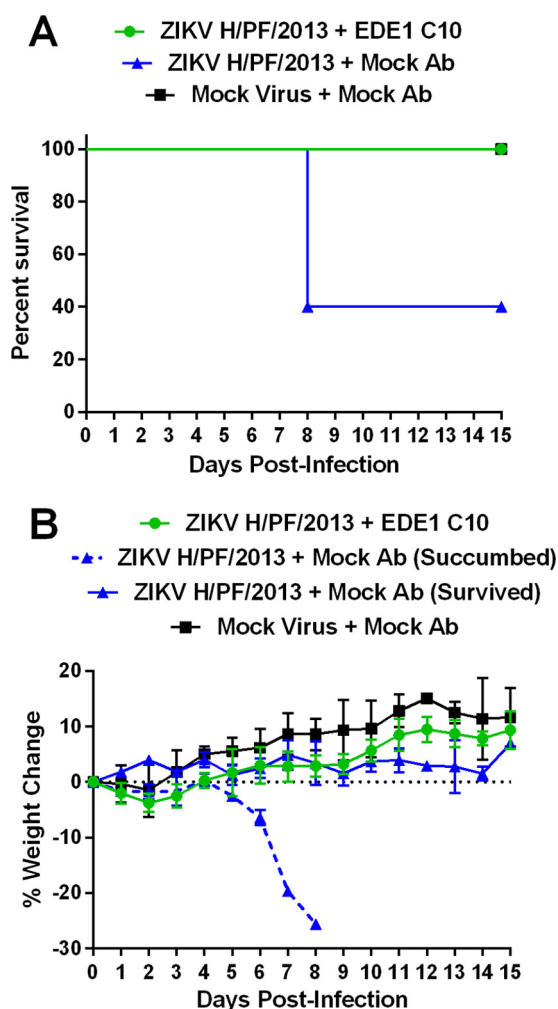 A
ZIKV H/PF/2013 + EDE1 C10
ZIKV H/PF/2013 + Mock Ab
Mock Virus + Mock Ab
Percent survival
100
80
60
40
20
0
0 1 2 3 4 5 6 7 8 9 10 11 12 13 14 15
Days Post-Infection
B
ZIKV H/PF/2013 + EDE1 C10
ZIKV H/PF/2013 + Mock Ab (Succumbed)
ZIKV H/PF/2013 + Mock Ab (Survived)
Mock Virus + Mock Ab
% Weight Change
20
10
0
-10
-20
-30
0 1 2 3 4 5 6 7 8 9 10 11 12 13 14 15
Days Post-Infection